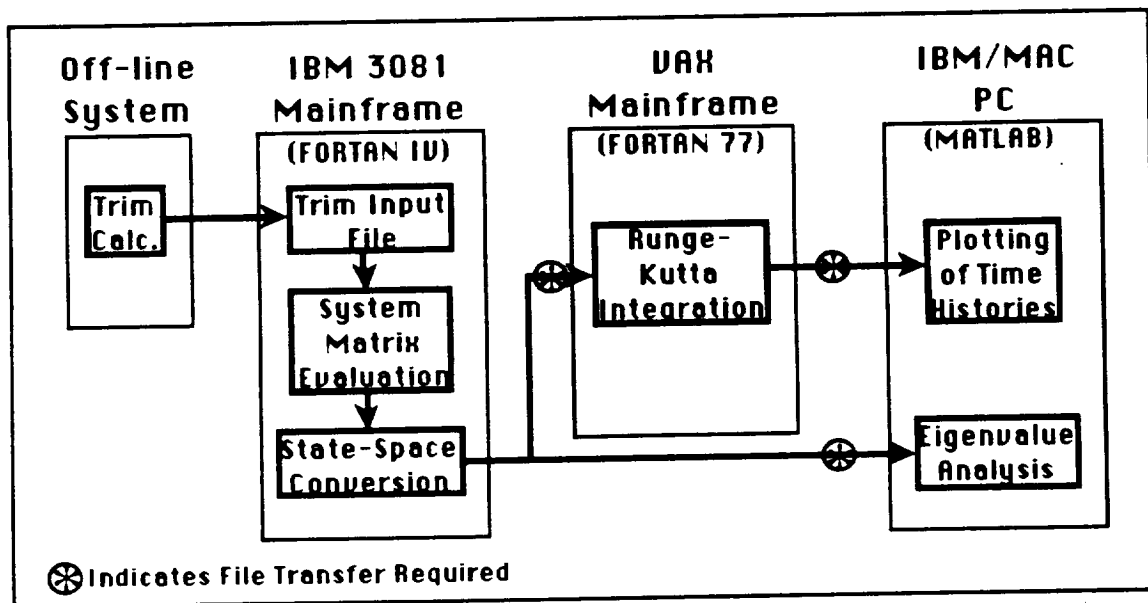 Off-line
System
IBM 3081
Mainframe
(FORTAN IV)
VAX
Mainframe
(FORTAN 77)
IBM/MAC
PC
(MATLAB)
Trim
Calc.
Trim Input
File
System
Matrix
Evaluation
State-Space
Conversion
Runge-
Kutta
Integration
Plotting
of Time
Histories
Eigenvalue
Analysis
Indicates File Transfer Required